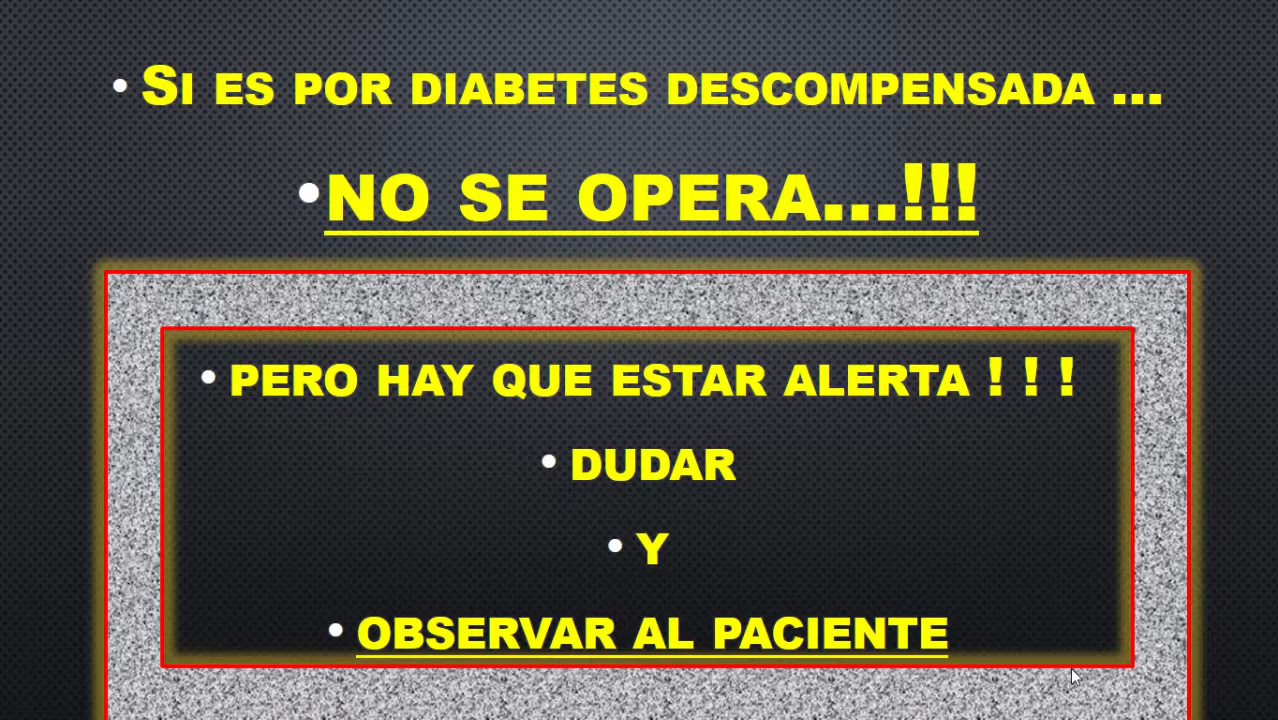 • Si es por diabetes descompensada ...
• NO SE OPERA...!!!
• PERO HAY QUE ESTAR ALERTA ! ! !
• DUDAR
• Y
• OBSERVAR AL PACIENTE